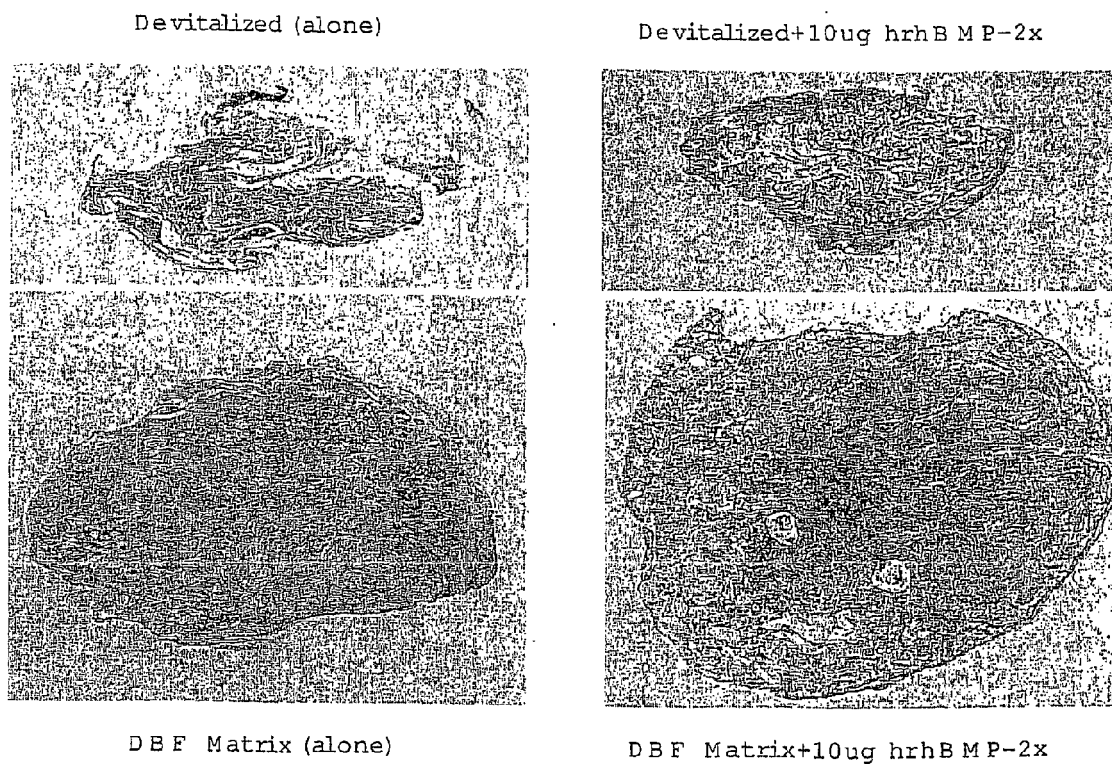 Devitalized (alone)
Devitalized+10ug hrhBMP-2x
DBF Matrix (alone)
DBF Matrix+10ug hrhBMP-2x